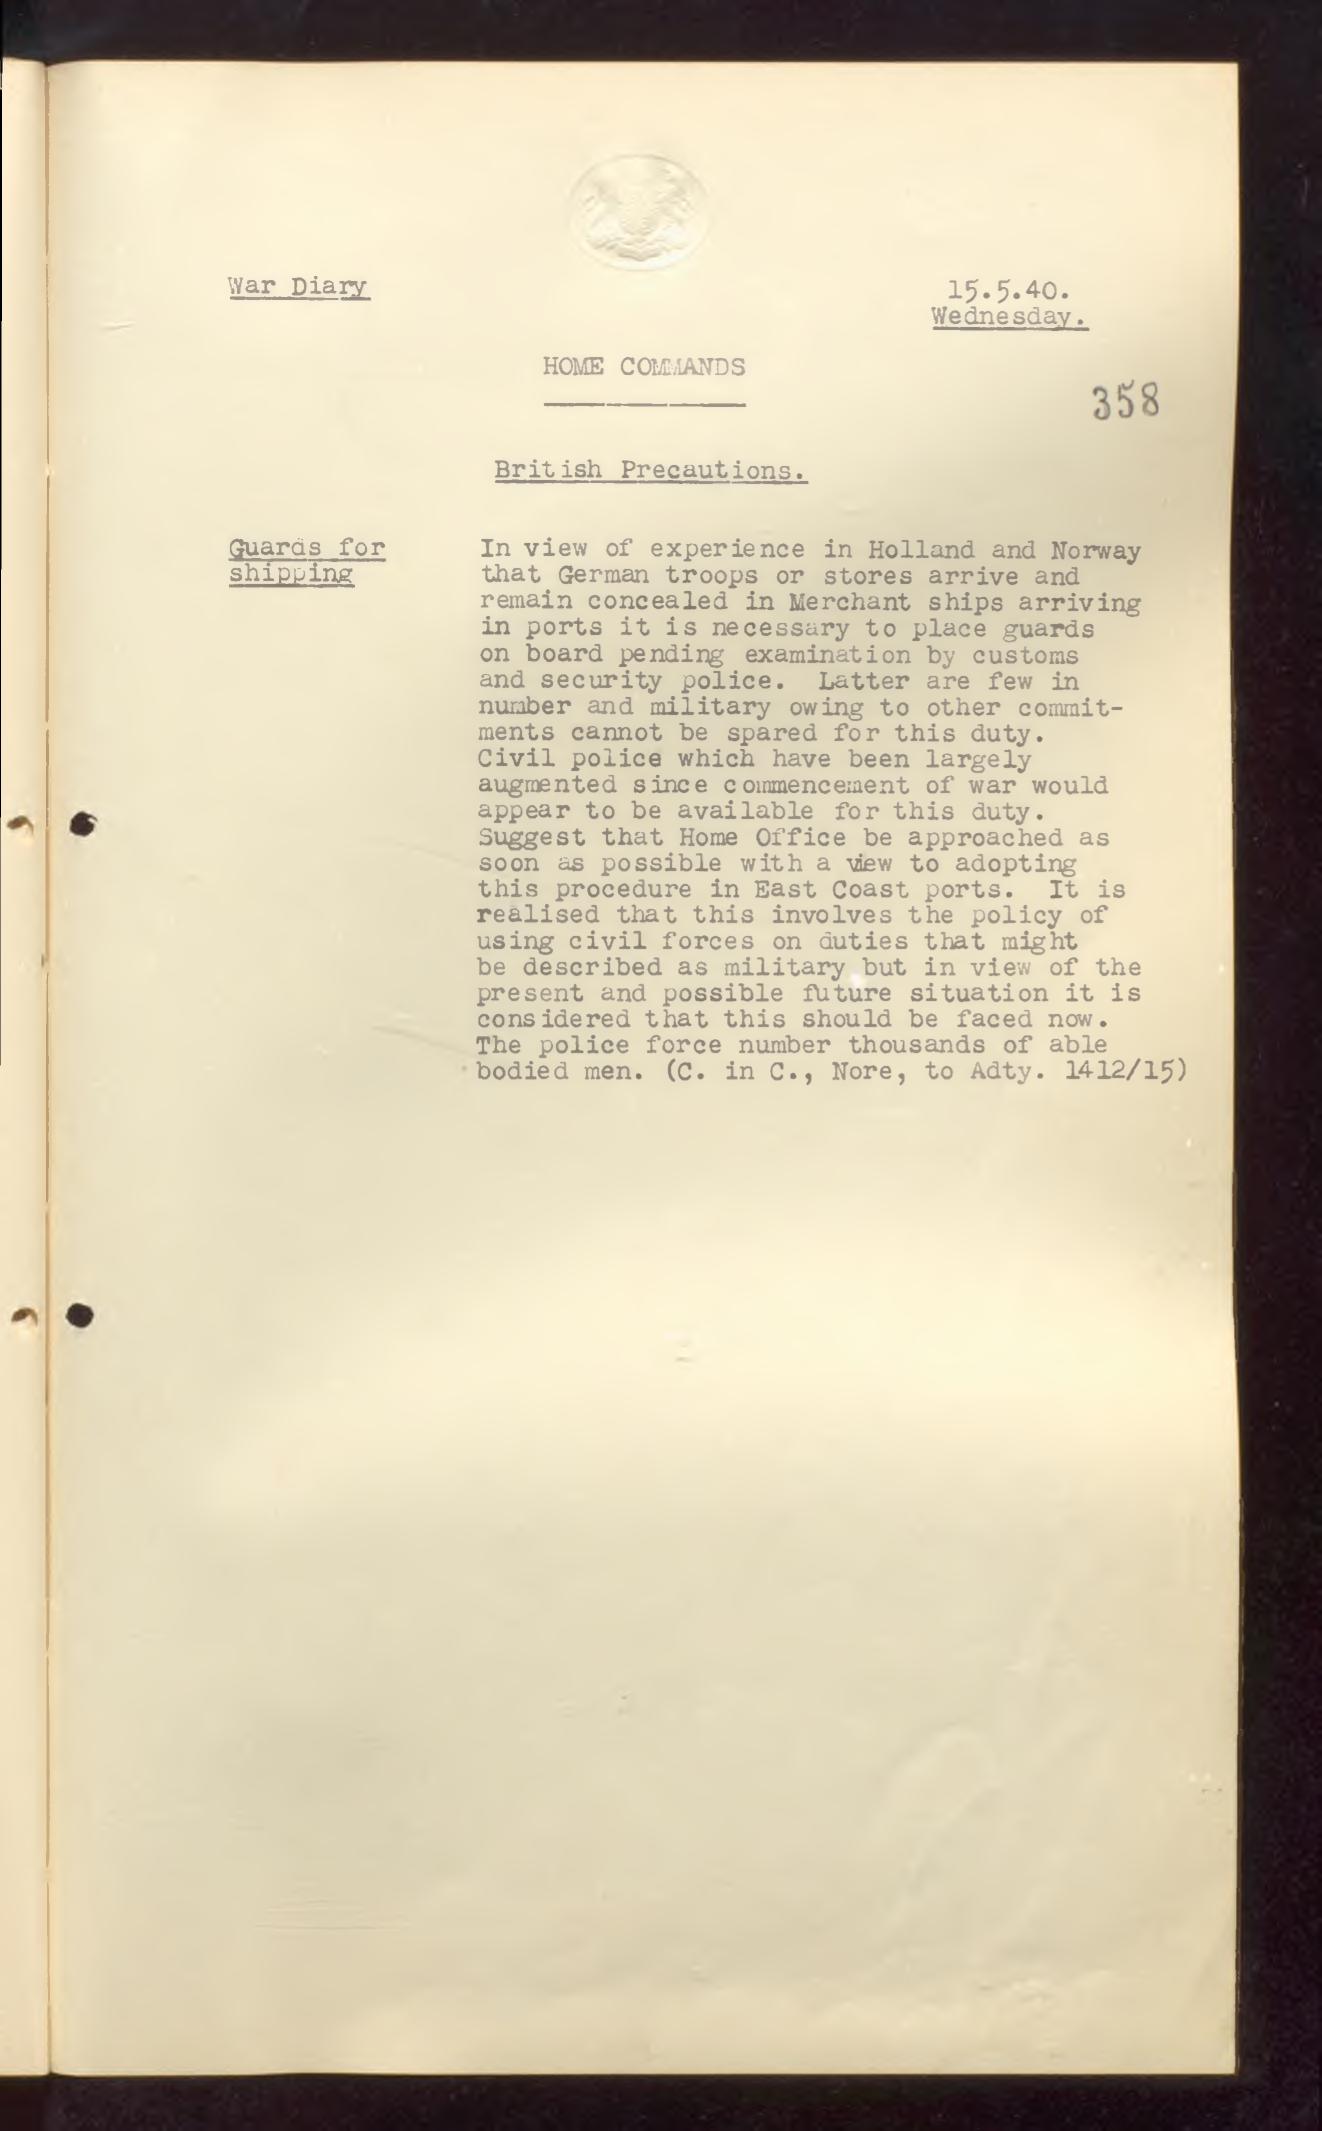 War Diary
15.5.40.
Wednesday.
HOME COMMANDS
358
British Precautions.
Guards for
shipping
In view of experience in Holland and Norway
that German troops or stores arrive and
remain concealed in Merchant ships arriving
in ports it is necessary to place guards
on board pending examination by customs
and security police. Latter are few in
number and military owing to other commit-
ments cannot be spared for this duty.
Civil police which have been largely
augmented since commencement of war would
appear to be available for this duty.
Suggest that Home Office be approached as
soon as possible with a view to adopting
this procedure in East Coast ports. It is
realised that this involves the policy of
using civil forces on duties that might
be described as military but in view of the
present and possible future situation it is
considered that this should be faced now.
The police force number thousands of able
bodied men. (C. in C., Nore, to Adty. 1412/15)